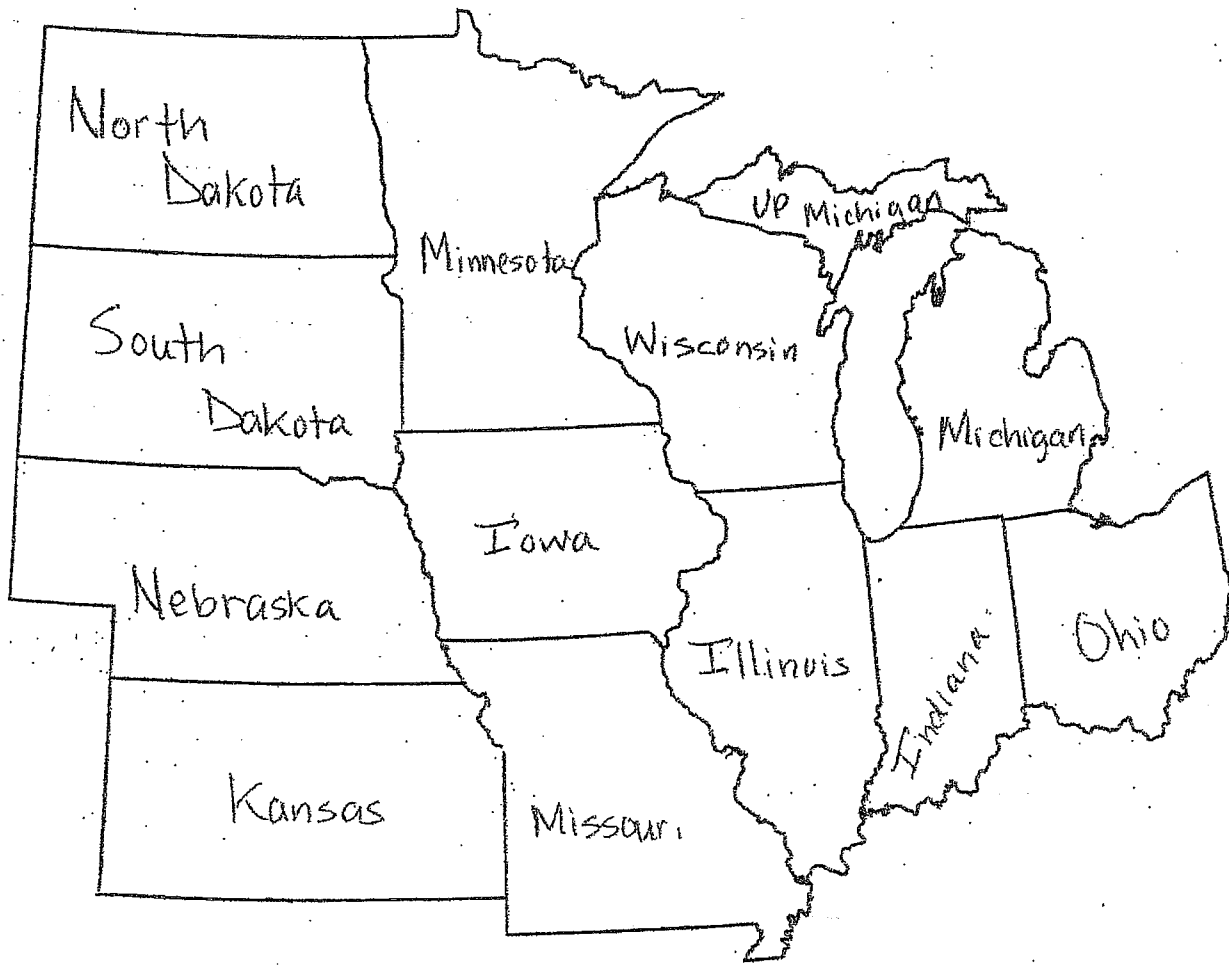 North
Dakota
Minnesota
UP Michigan
South
Dakota
Wisconsin
Michigan
Iowa
Nebraska
Illinois
Indiana
Ohio
Kansas
Missouri